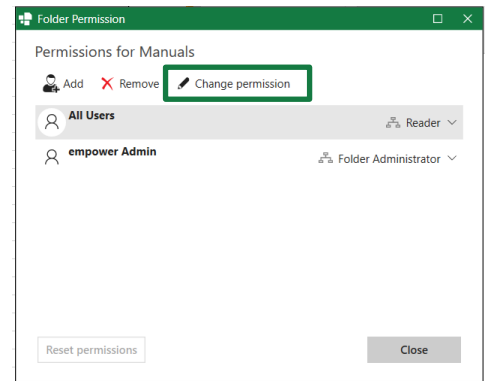 Folder Permission
Permissions for Manuals
Add Remove Change permission
All Users
Reader
empower Admin
Folder Administrator
Reset permissions Close